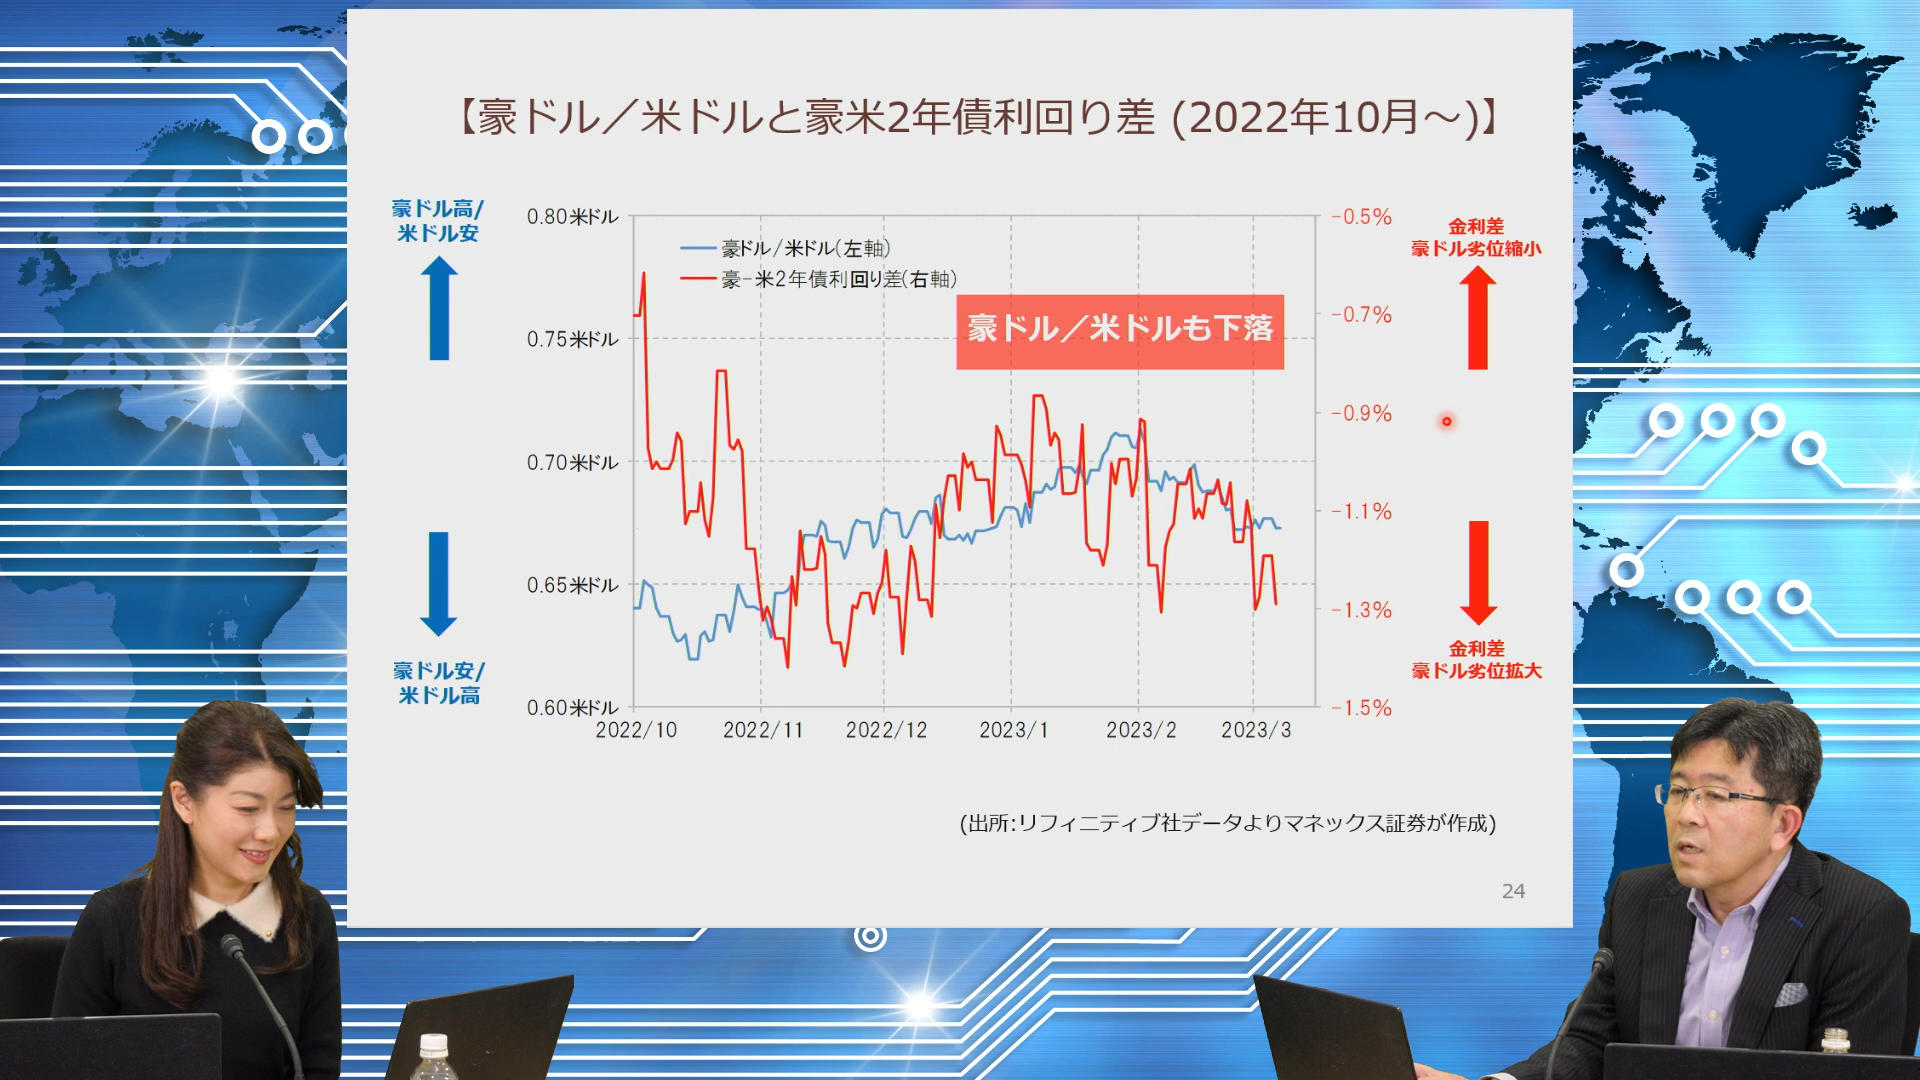 【豪ドル／米ドルと豪米2年債利回り差 (2022年10月～)】
豪ドル高/
米ドル安
豪ドル安/
米ドル高
0.80米ドル
0.75米ドル
0.70米ドル
0.65米ドル
0.60米ドル
豪ドル/米ドル(左軸)
豪-米2年債利回り差(右軸)
豪ドル／米ドルも下落
-0.5%
-0.7%
-0.9%
-1.1%
-1.3%
-1.5%
金利差
豪ドル劣位縮小
金利差
豪ドル劣位拡大
2022/10 2022/11 2022/12 2023/1 2023/2 2023/3
(出所:リフィニティブ社データよりマネックス証券が作成)
24